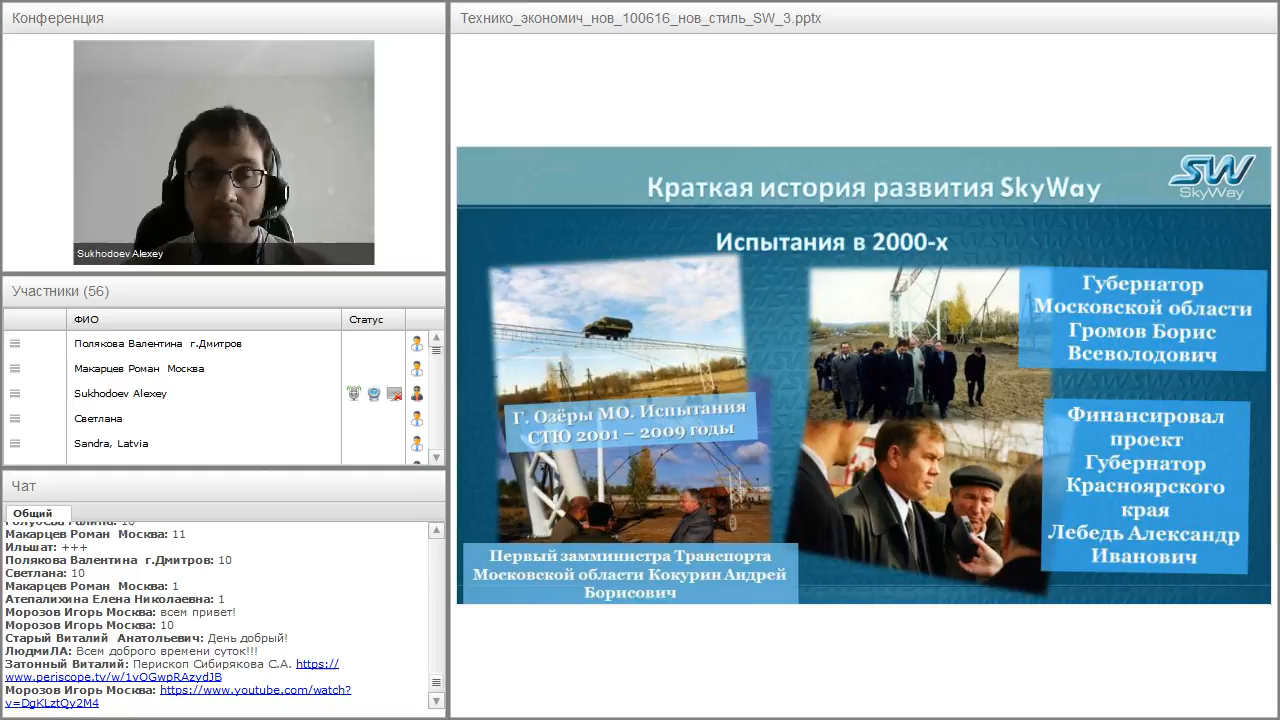 Конференция
Sukhodoev Alexey
Участники (56)
ФИО
Статус
Полякова Валентина г.Дмитров
Макарцев Роман Москва
Sukhodoev Alexey
Светлана
Sandra, Latvia
Чат
Общий
Голубева Галина: 10
Макарцев Роман Москва: 11
Ильшат: +++
Полякова Валентина г.Дмитров: 10
Светлана: 10
Макарцев Роман Москва: 1
Атепалихина Елена Николаевна: 1
Морозов Игорь Москва: всем привет!
Морозов Игорь Москва: 10
Старый Виталий Анатольевич: День добрый!
ЛюдмиЛА: Всем доброго времени суток!!!
Затонный Виталий: Перископ Сибирякова С.А. https://
www.periscope.tv/w/1vOGwpRAzydJB
Морозов Игорь Москва: https://www.youtube.com/watch?
v=DgKLztQy2M4
Технико_экономич_нов_100616_нов_стиль_SW_3.pptx
Краткая история развития SkyWay
SW
SkyWay
Испытания в 2000-х
Г. Озёры МО. Испытания
СТЮ 2001 – 2009 годы
Первый замминистра Транспорта
Московской области Кокурин Андрей
Борисович
Губернатор
Московской области
Громов Борис
Всеволодович
Финансировал
проект
Губернатор
Красноярского
края
Лебедь Александр
Иванович